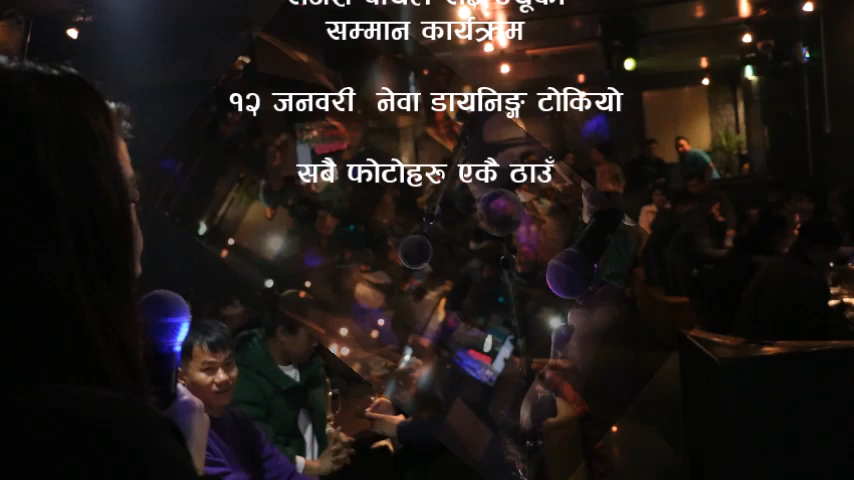 सम्मान कार्यक्रम
१२ जनवरी नेवा डायनिङ्ग टोकियो
सबै फोटोहरू एकै ठाउँ